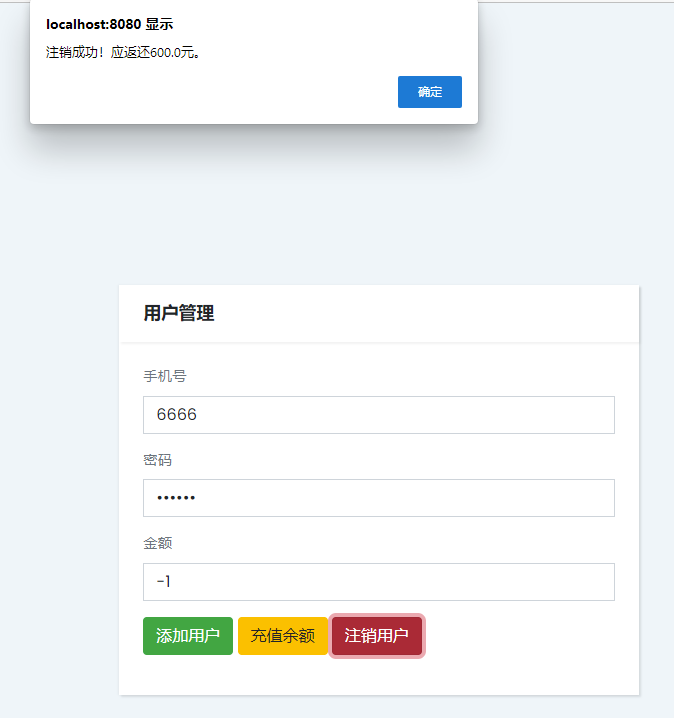 localhost:8080 显示
注销成功！应返还600.0元。
确定
用户管理
手机号
6666
密码
••••••
金额
-1
添加用户 充值余额 注销用户